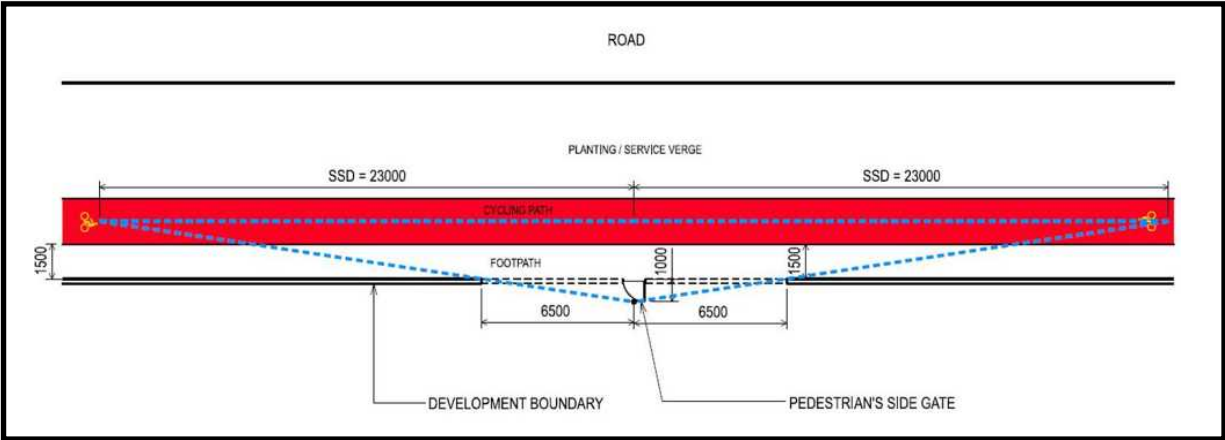 ROAD
PLANTING / SERVICE VERGE
SSD = 23000
SSD = 23000
CYCLING PATH
1500
FOOTPATH
1000
1500
6500
6500
DEVELOPMENT BOUNDARY
PEDESTRIAN'S SIDE GATE